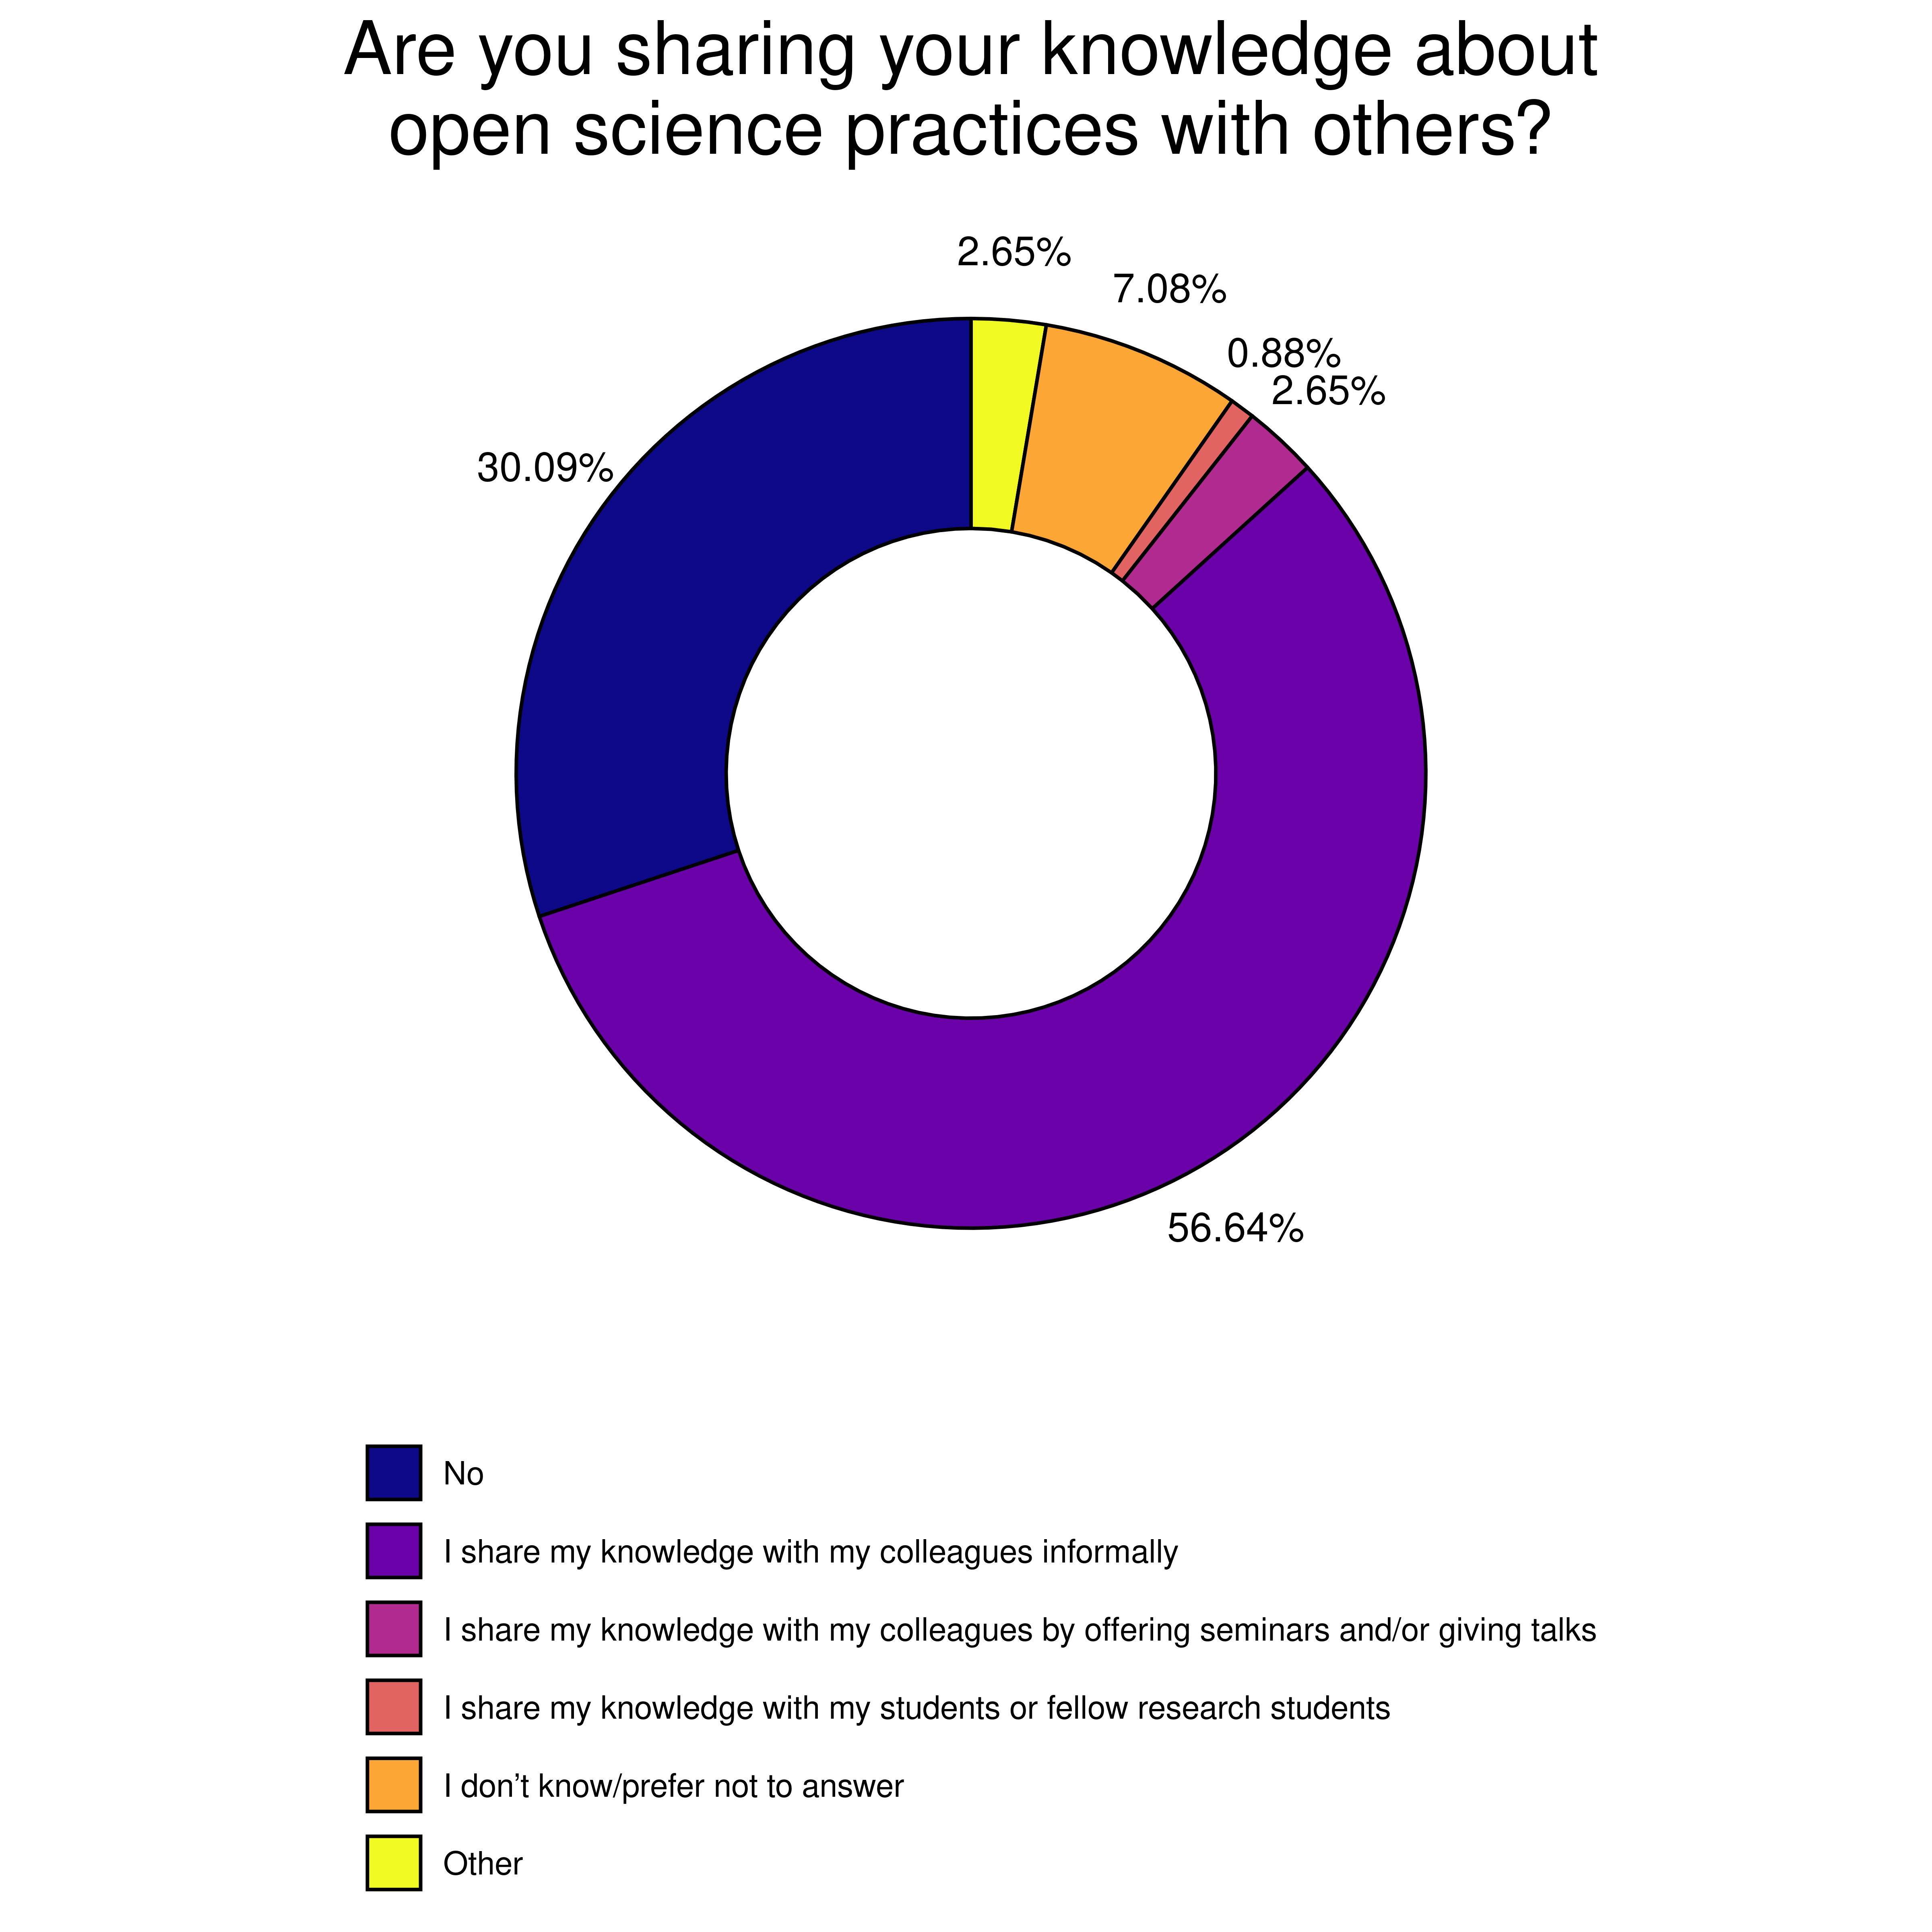 Are you sharing your knowledge about
open science practices with others?
2.65%
7.08%
0.88%
2.65%
30.09%
56.64%
No
I share my knowledge with my colleagues informally
I share my knowledge with my colleagues by offering seminars and/or giving talks
I share my knowledge with my students or fellow research students
I don’t know/prefer not to answer
Other